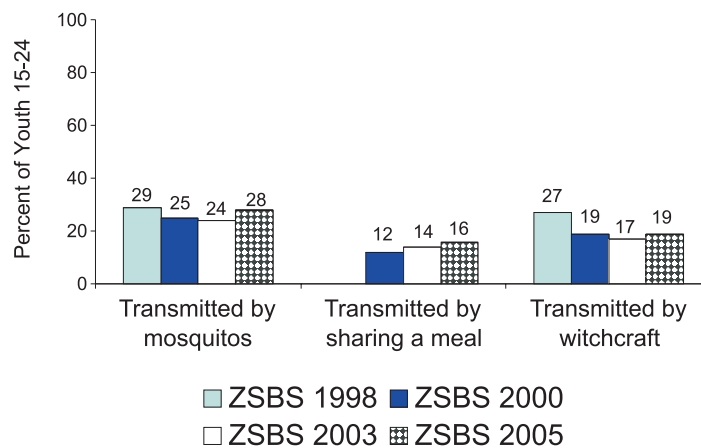 Percent of Youth 15-24
100
80
60
40
20
0
29
25
24
28
12
14
16
27
19
17
19
Transmitted by
mosquitos
Transmitted by
sharing a meal
Transmitted by
witchcraft
ZSBS 1998
ZSBS 2000
ZSBS 2003
ZSBS 2005